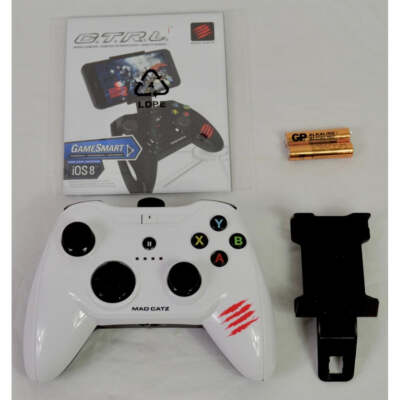 C.T.R.L.
4
LDPE
GAMESMART
iOS 8
GP ALKALINE
Y
X B
A
MAD CATZ